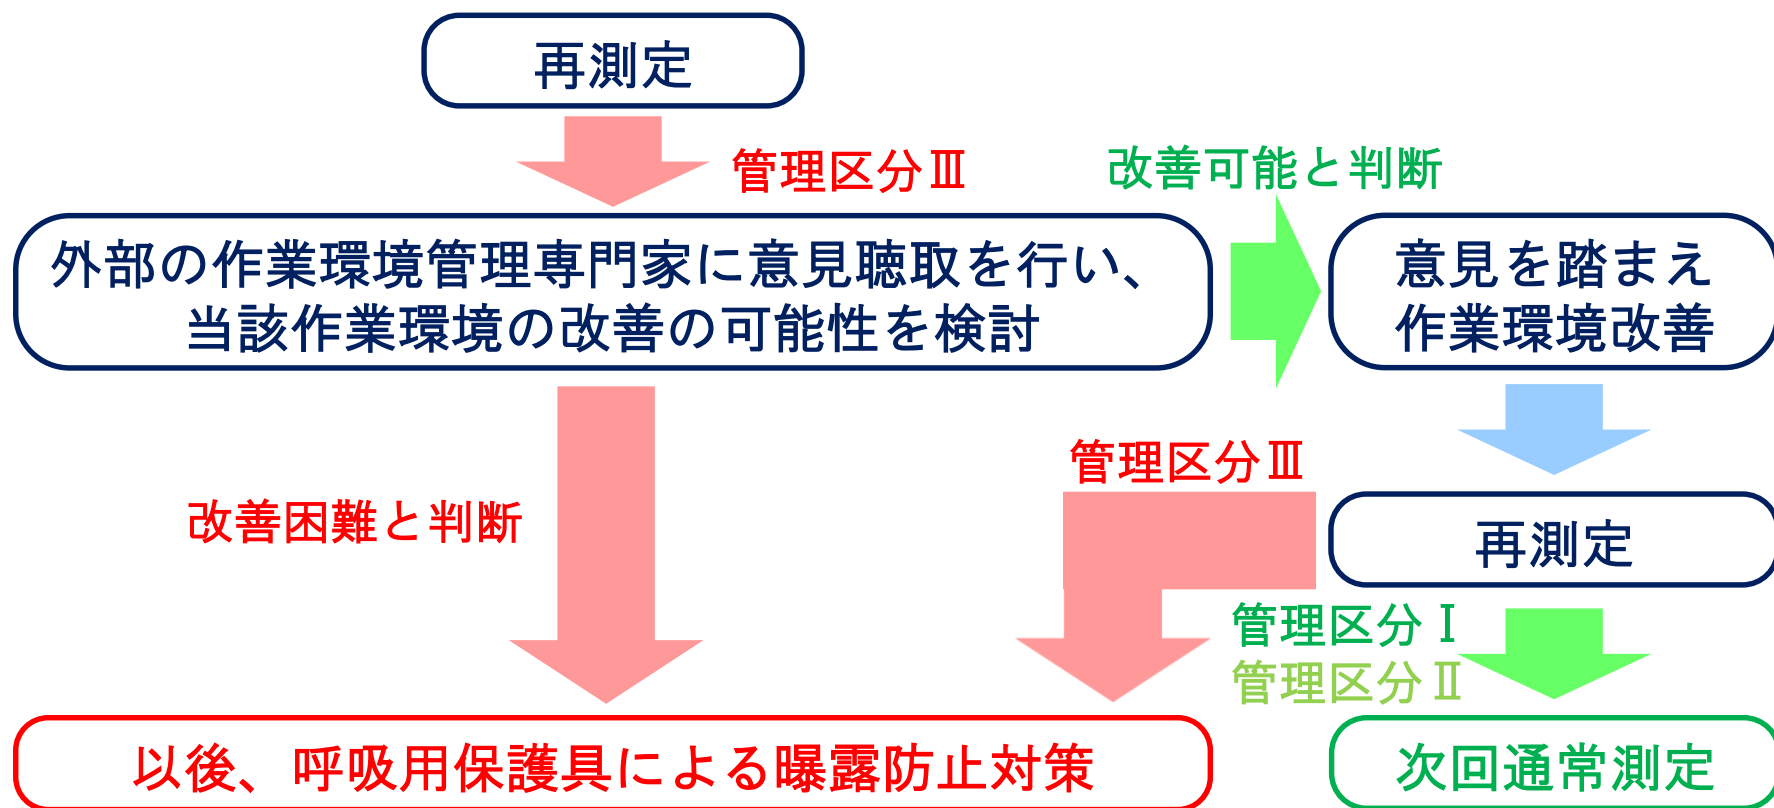 再測定
管理区分Ⅲ
改善可能と判断
外部の作業環境管理専門家に意見聴取を行い、
当該作業環境の改善の可能性を検討
意見を踏まえ
作業環境改善
管理区分Ⅲ
改善困難と判断
再測定
管理区分Ⅰ
管理区分Ⅱ
以後、呼吸用保護具による曝露防止対策
次回通常測定